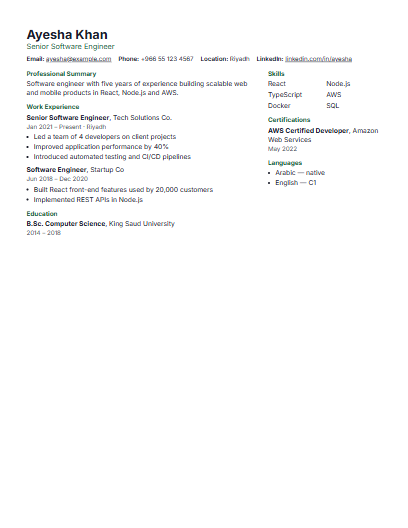 Ayesha Khan
Senior Software Engineer
Email: ayesha@example.com Phone: +966 55 123 4567 Location: Riyadh LinkedIn: linkedin.com/in/ayesha
Professional Summary
Software engineer with five years of experience building scalable web
and mobile products in React, Node.js and AWS.
Work Experience
Senior Software Engineer, Tech Solutions Co.
Jan 2021 – Present · Riyadh
• Led a team of 4 developers on client projects
• Improved application performance by 40%
• Introduced automated testing and CI/CD pipelines
Software Engineer, Startup Co
Jun 2018 – Dec 2020
• Built React front-end features used by 20,000 customers
• Implemented REST APIs in Node.js
Education
B.Sc. Computer Science, King Saud University
2014 – 2018
Skills
React Node.js
TypeScript AWS
Docker SQL
Certifications
AWS Certified Developer, Amazon
Web Services
May 2022
Languages
• Arabic — native
• English — C1